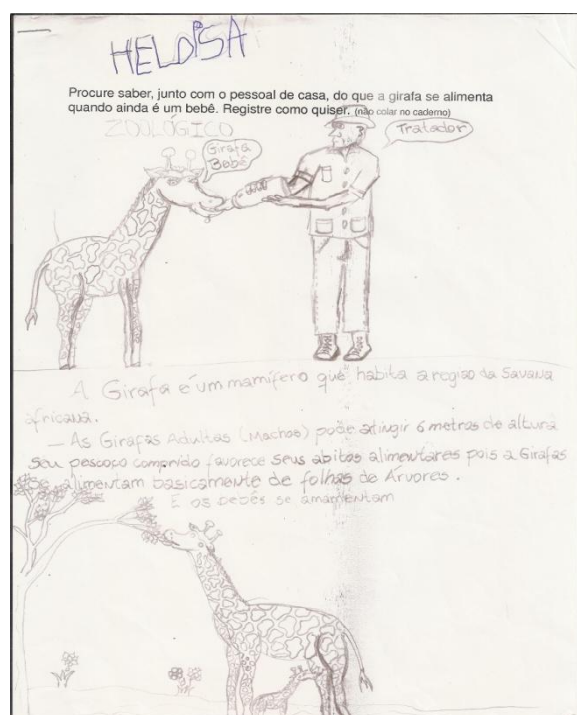 HELOISA
Procure saber, junto com o pessoal de casa, do que a girafa se alimenta
quando ainda é um bebê. Registre como quiser. (não colar no caderno)
ZOOLÓGICO
Girafa
Bebê
Tratador
A Girafa é um mamífero que habita a região da Savana
africana.
— As Girafas Adultas (Machos) pode atingir 6 metros de altura
seu pescoço comprido favorece seus abitos alimentares pois a Girafas
se alimentam basicamente de folhas de Árvores.
E os bebês se amamentam